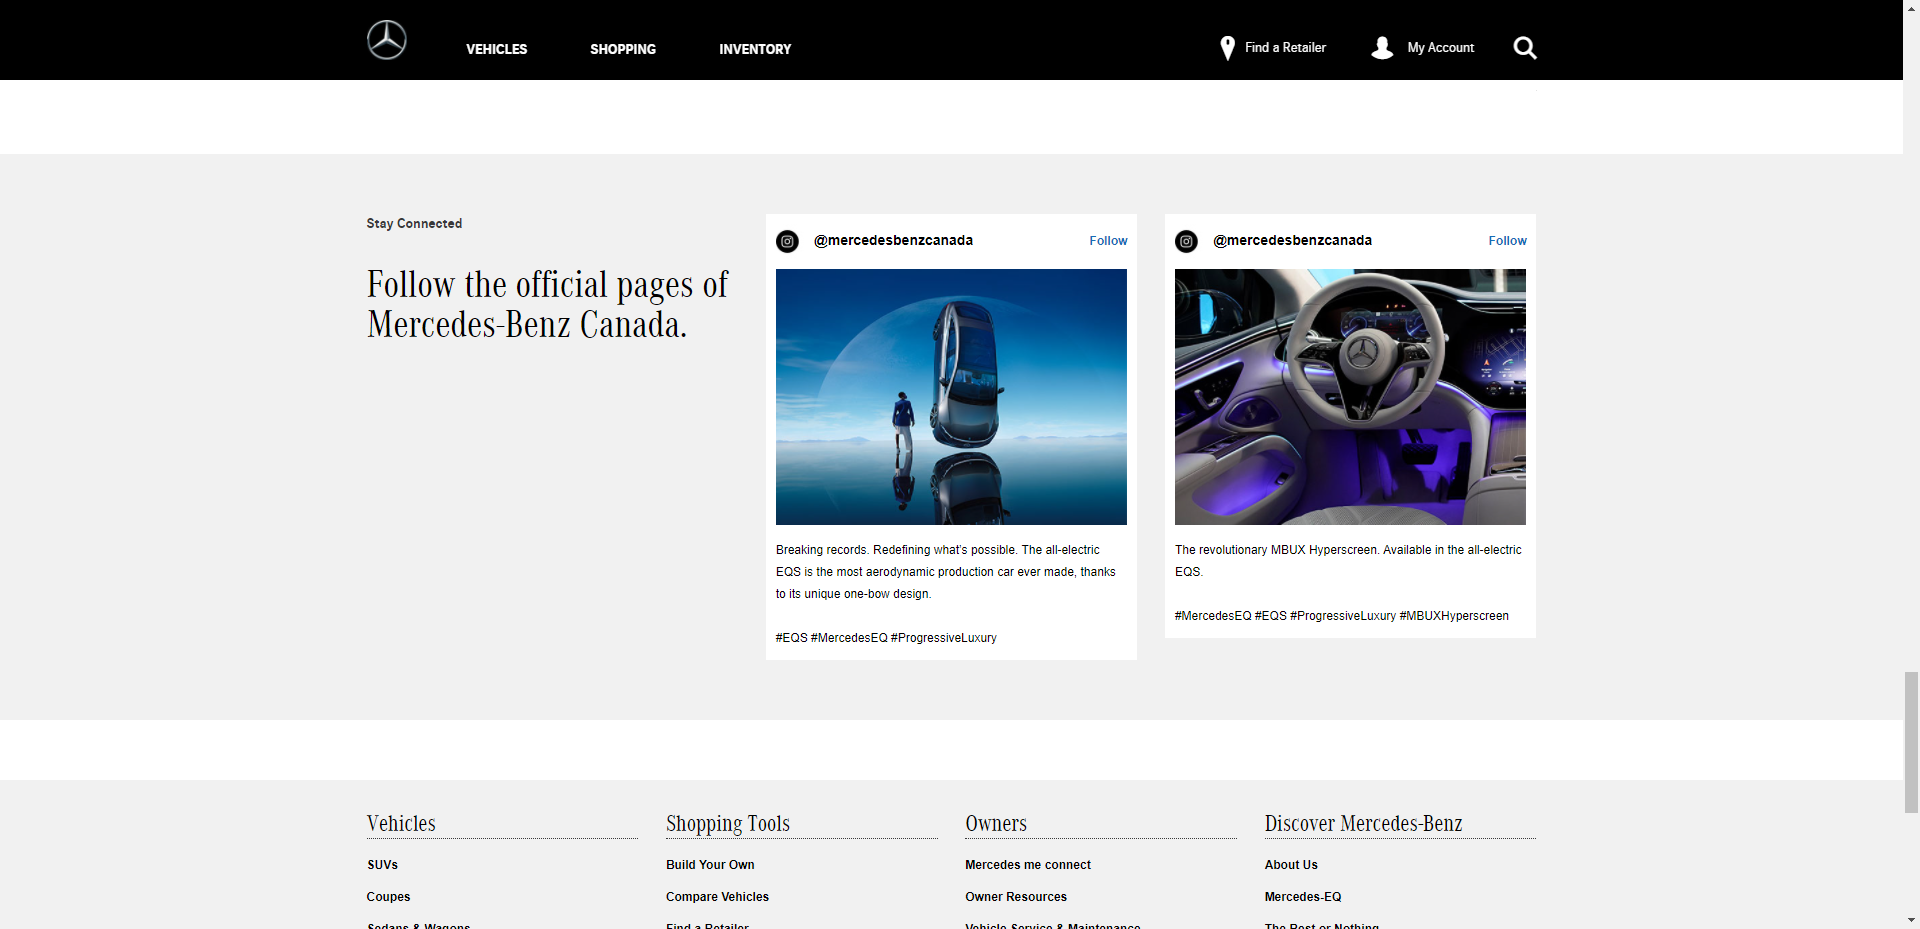 VEHICLES
SHOPPING
INVENTORY
Find a Retailer
My Account
Stay Connected
Follow the official pages of
Mercedes-Benz Canada.
@mercedesbenzcanada
Follow
Breaking records. Redefining what's possible. The all-electric
EQS is the most aerodynamic production car ever made, thanks
to its unique one-bow design.
#EQS #MercedesEQ #ProgressiveLuxury
@mercedesbenzcanada
Follow
The revolutionary MBUX Hyperscreen. Available in the all-electric
EQS.
#MercedesEQ #EQS #ProgressiveLuxury #MBUXHyperscreen
Vehicles
SUVs
Coupes
Sedans & Wagons
Shopping Tools
Build Your Own
Compare Vehicles
Find a Retailer
Owners
Mercedes me connect
Owner Resources
Vehicle Service & Maintenance
Discover Mercedes-Benz
About Us
Mercedes-EQ
The Best or Nothing